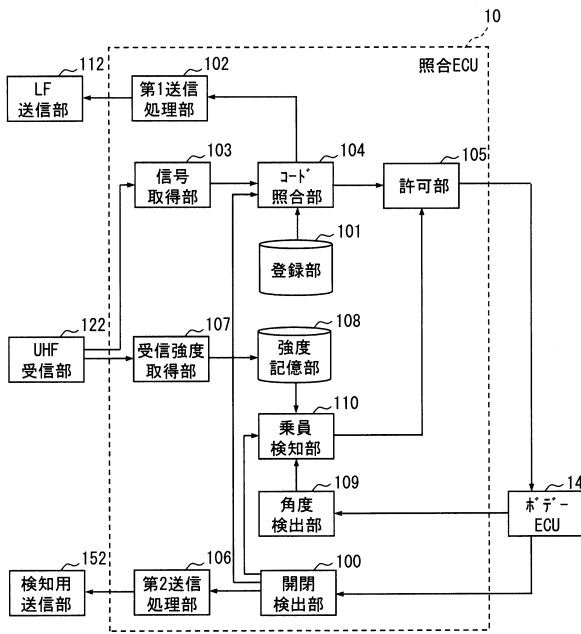 10
照合ECU
112
LF
送信部
102
第1送信
処理部
103
信号
取得部
104
ｺｰﾄﾞ
照合部
105
許可部
101
登録部
122
UHF
受信部
107
受信強度
取得部
108
強度
記憶部
110
乗員
検知部
109
角度
検出部
14
ﾎﾞﾃﾞｰ
ECU
152
検知用
送信部
106
第2送信
処理部
100
開閉
検出部